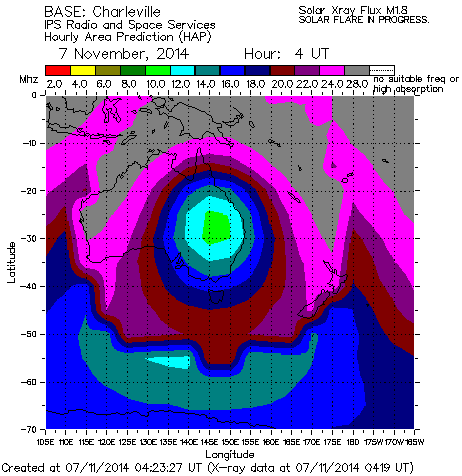 BASE: Charleville
IPS Radio and Space Services
Hourly Area Prediction (HAP)
Solar Xray Flux M1.8
SOLAR FLARE IN PROGRESS.
7 November, 2014 Hour: 4 UT
Mhz 2.0 4.0 6.0 8.0 10.0 12.0 14.0 16.0 18.0 20.0 22.0 24.0 28.0 no suitable freq or
high absorption
0
-10
-20
-30
-40
-50
-60
-70
Latitude
105E 110E 115E 120E 125E 130E 135E 140E 145E 150E 155E 160E 165E 170E 175E 180 175W 170W 165W
Longitude
Created at 07/11/2014 04:23:27 UT (X-ray data at 07/11/2014 0419 UT)